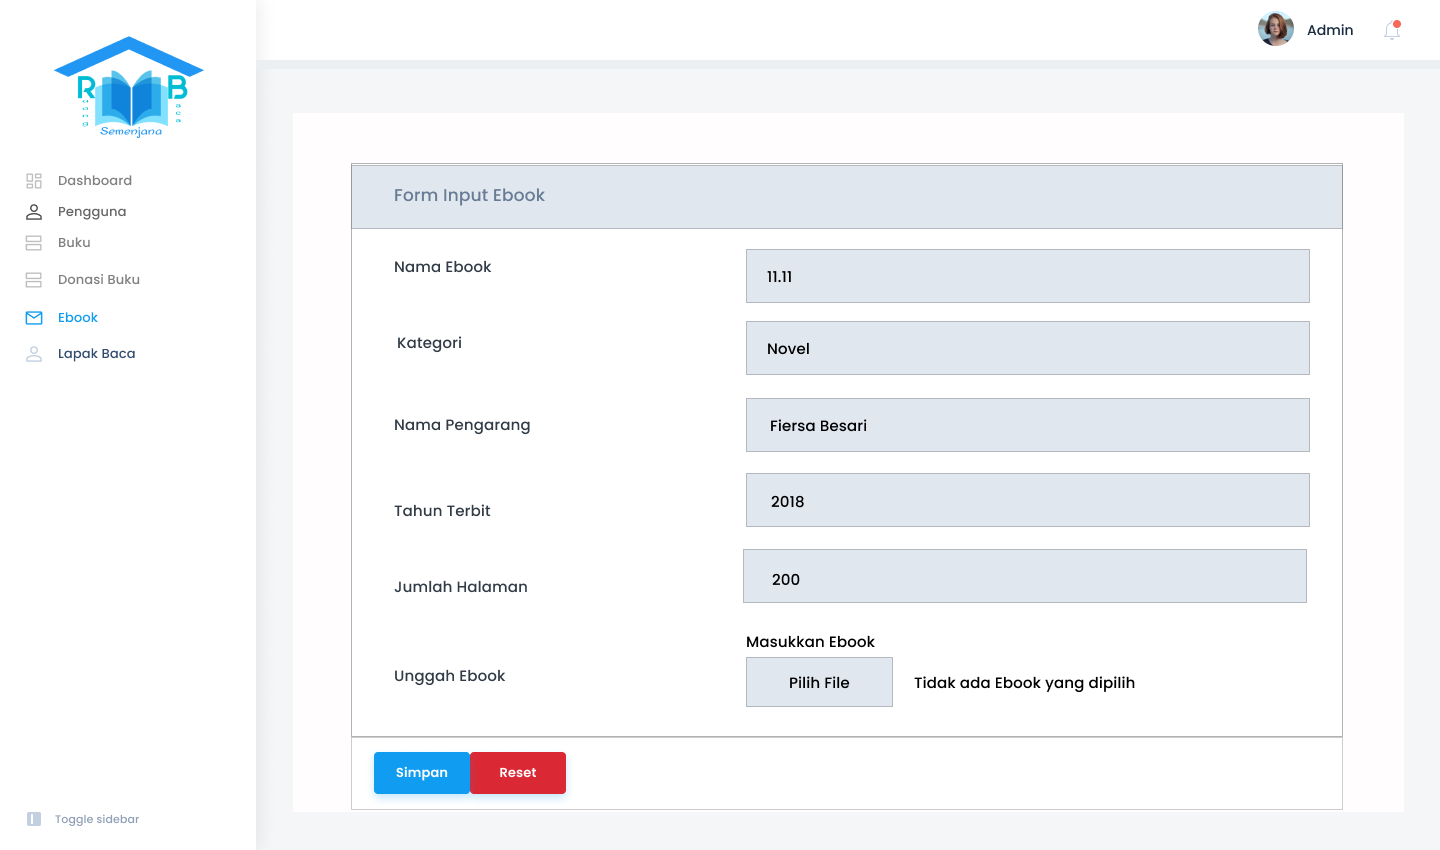 Admin
R B
uang
aca
Semenjana
Dashboard
Pengguna
Buku
Donasi Buku
Ebook
Lapak Baca
Toggle sidebar
Form Input Ebook
Nama Ebook
11.11
Kategori
Novel
Nama Pengarang
Fiersa Besari
Tahun Terbit
2018
Jumlah Halaman
200
Masukkan Ebook
Unggah Ebook
Pilih File
Tidak ada Ebook yang dipilih
Simpan
Reset